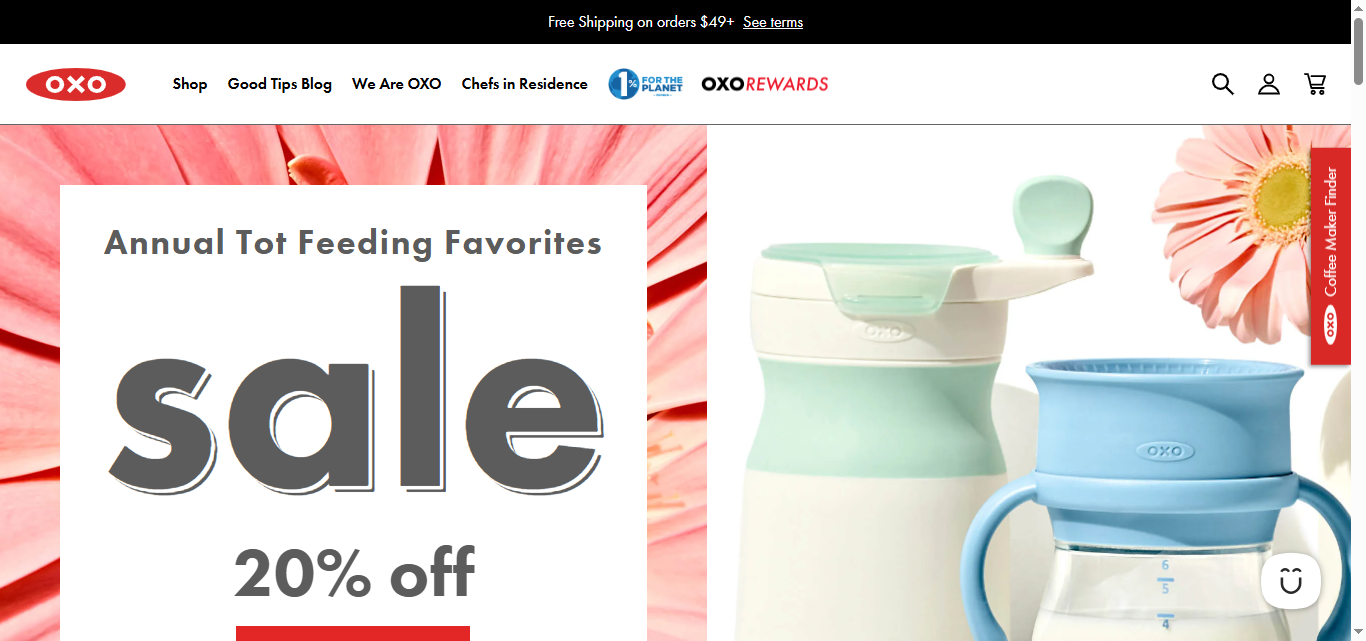 Free Shipping on orders $49+ See terms
OXO
Shop
Good Tips Blog
We Are OXO
Chefs in Residence
1% FOR THE PLANET
OXOREWARDS
Annual Tot Feeding Favorites
sale
20% off
OXO
OXO
6
5
4
Coffee Maker Finder
OXO